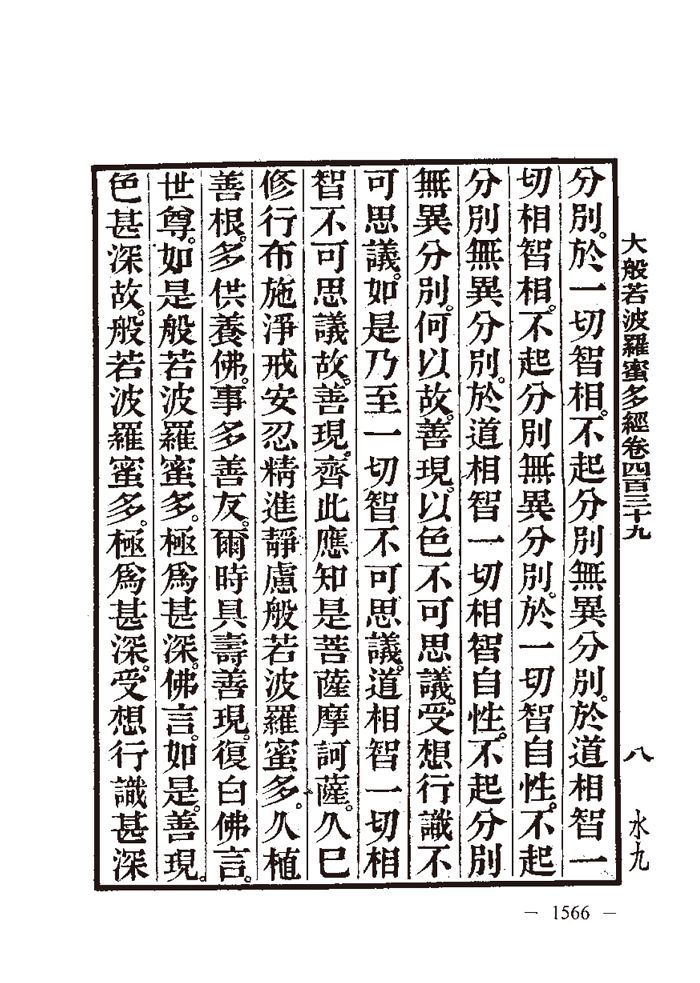 大般若波羅蜜多經卷四百三十九
八
水九
分別。於一切智相。不起分別無異分別。於道相智一
切相智相。不起分別無異分別。於一切智自性。不起
分別無異分別。於道相智一切相智自性。不起分別
無異分別。何以故。善現。以色不可思議。受想行識不
可思議。如是乃至一切智不可思議。道相智一切相
智不可思議故。善現。齊此應知是菩薩摩訶薩。久已
修行布施淨戒安忍精進靜慮般若波羅蜜多。久植
善根。多供養佛。事多善友。爾時具壽善現。復白佛言。
世尊。如是般若波羅蜜多。極爲甚深。佛言。如是。善現。
色甚深故。般若波羅蜜多。極爲甚深。受想行識甚深
— 1566 —